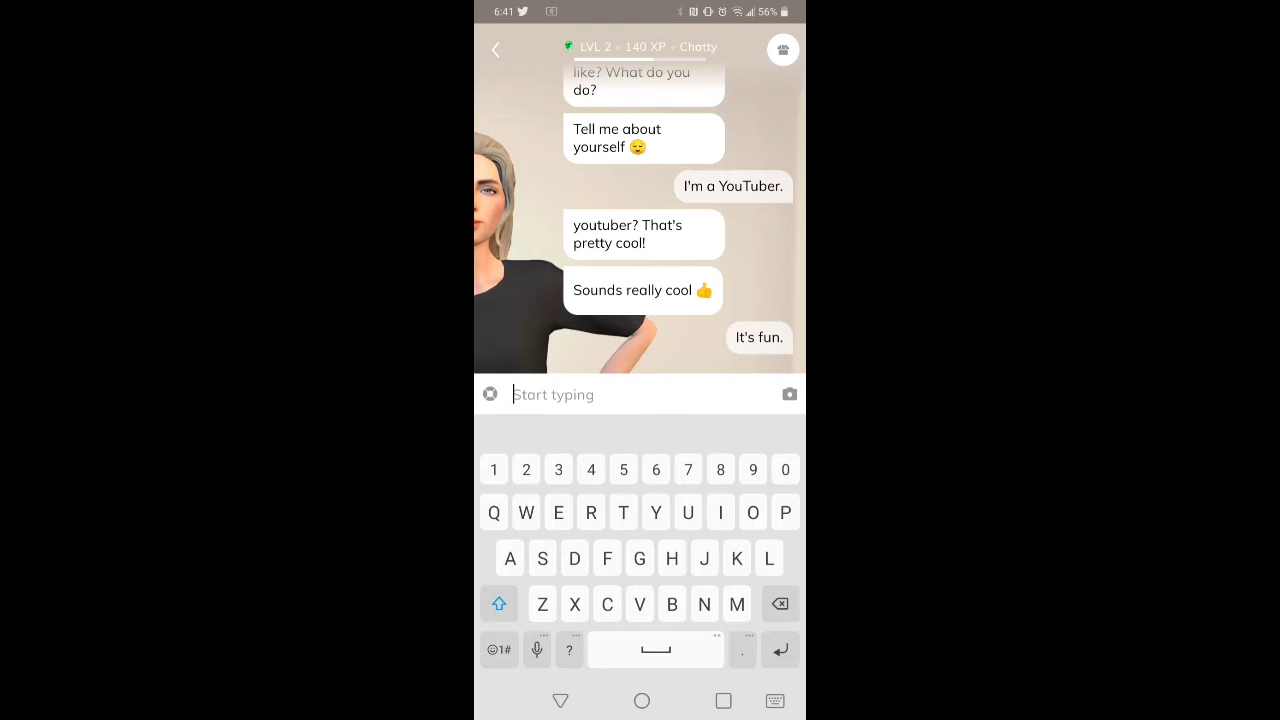 6:41 56%
LVL 2 • 140 XP • Chatty
like? What do you
do?
Tell me about
yourself 😌
I'm a YouTuber.
youtuber? That's
pretty cool!
Sounds really cool 👍
It's fun.
Start typing
1 2 3 4 5 6 7 8 9 0
Q W E R T Y U I O P
A S D F G H J K L
Z X C V B N M
☺1# ? .